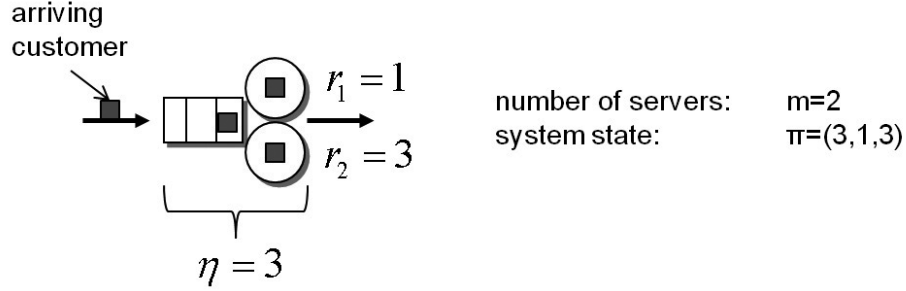 arriving
customer
r₁ = 1
r₂ = 3
η = 3
number of servers: m=2
system state: π=(3,1,3)